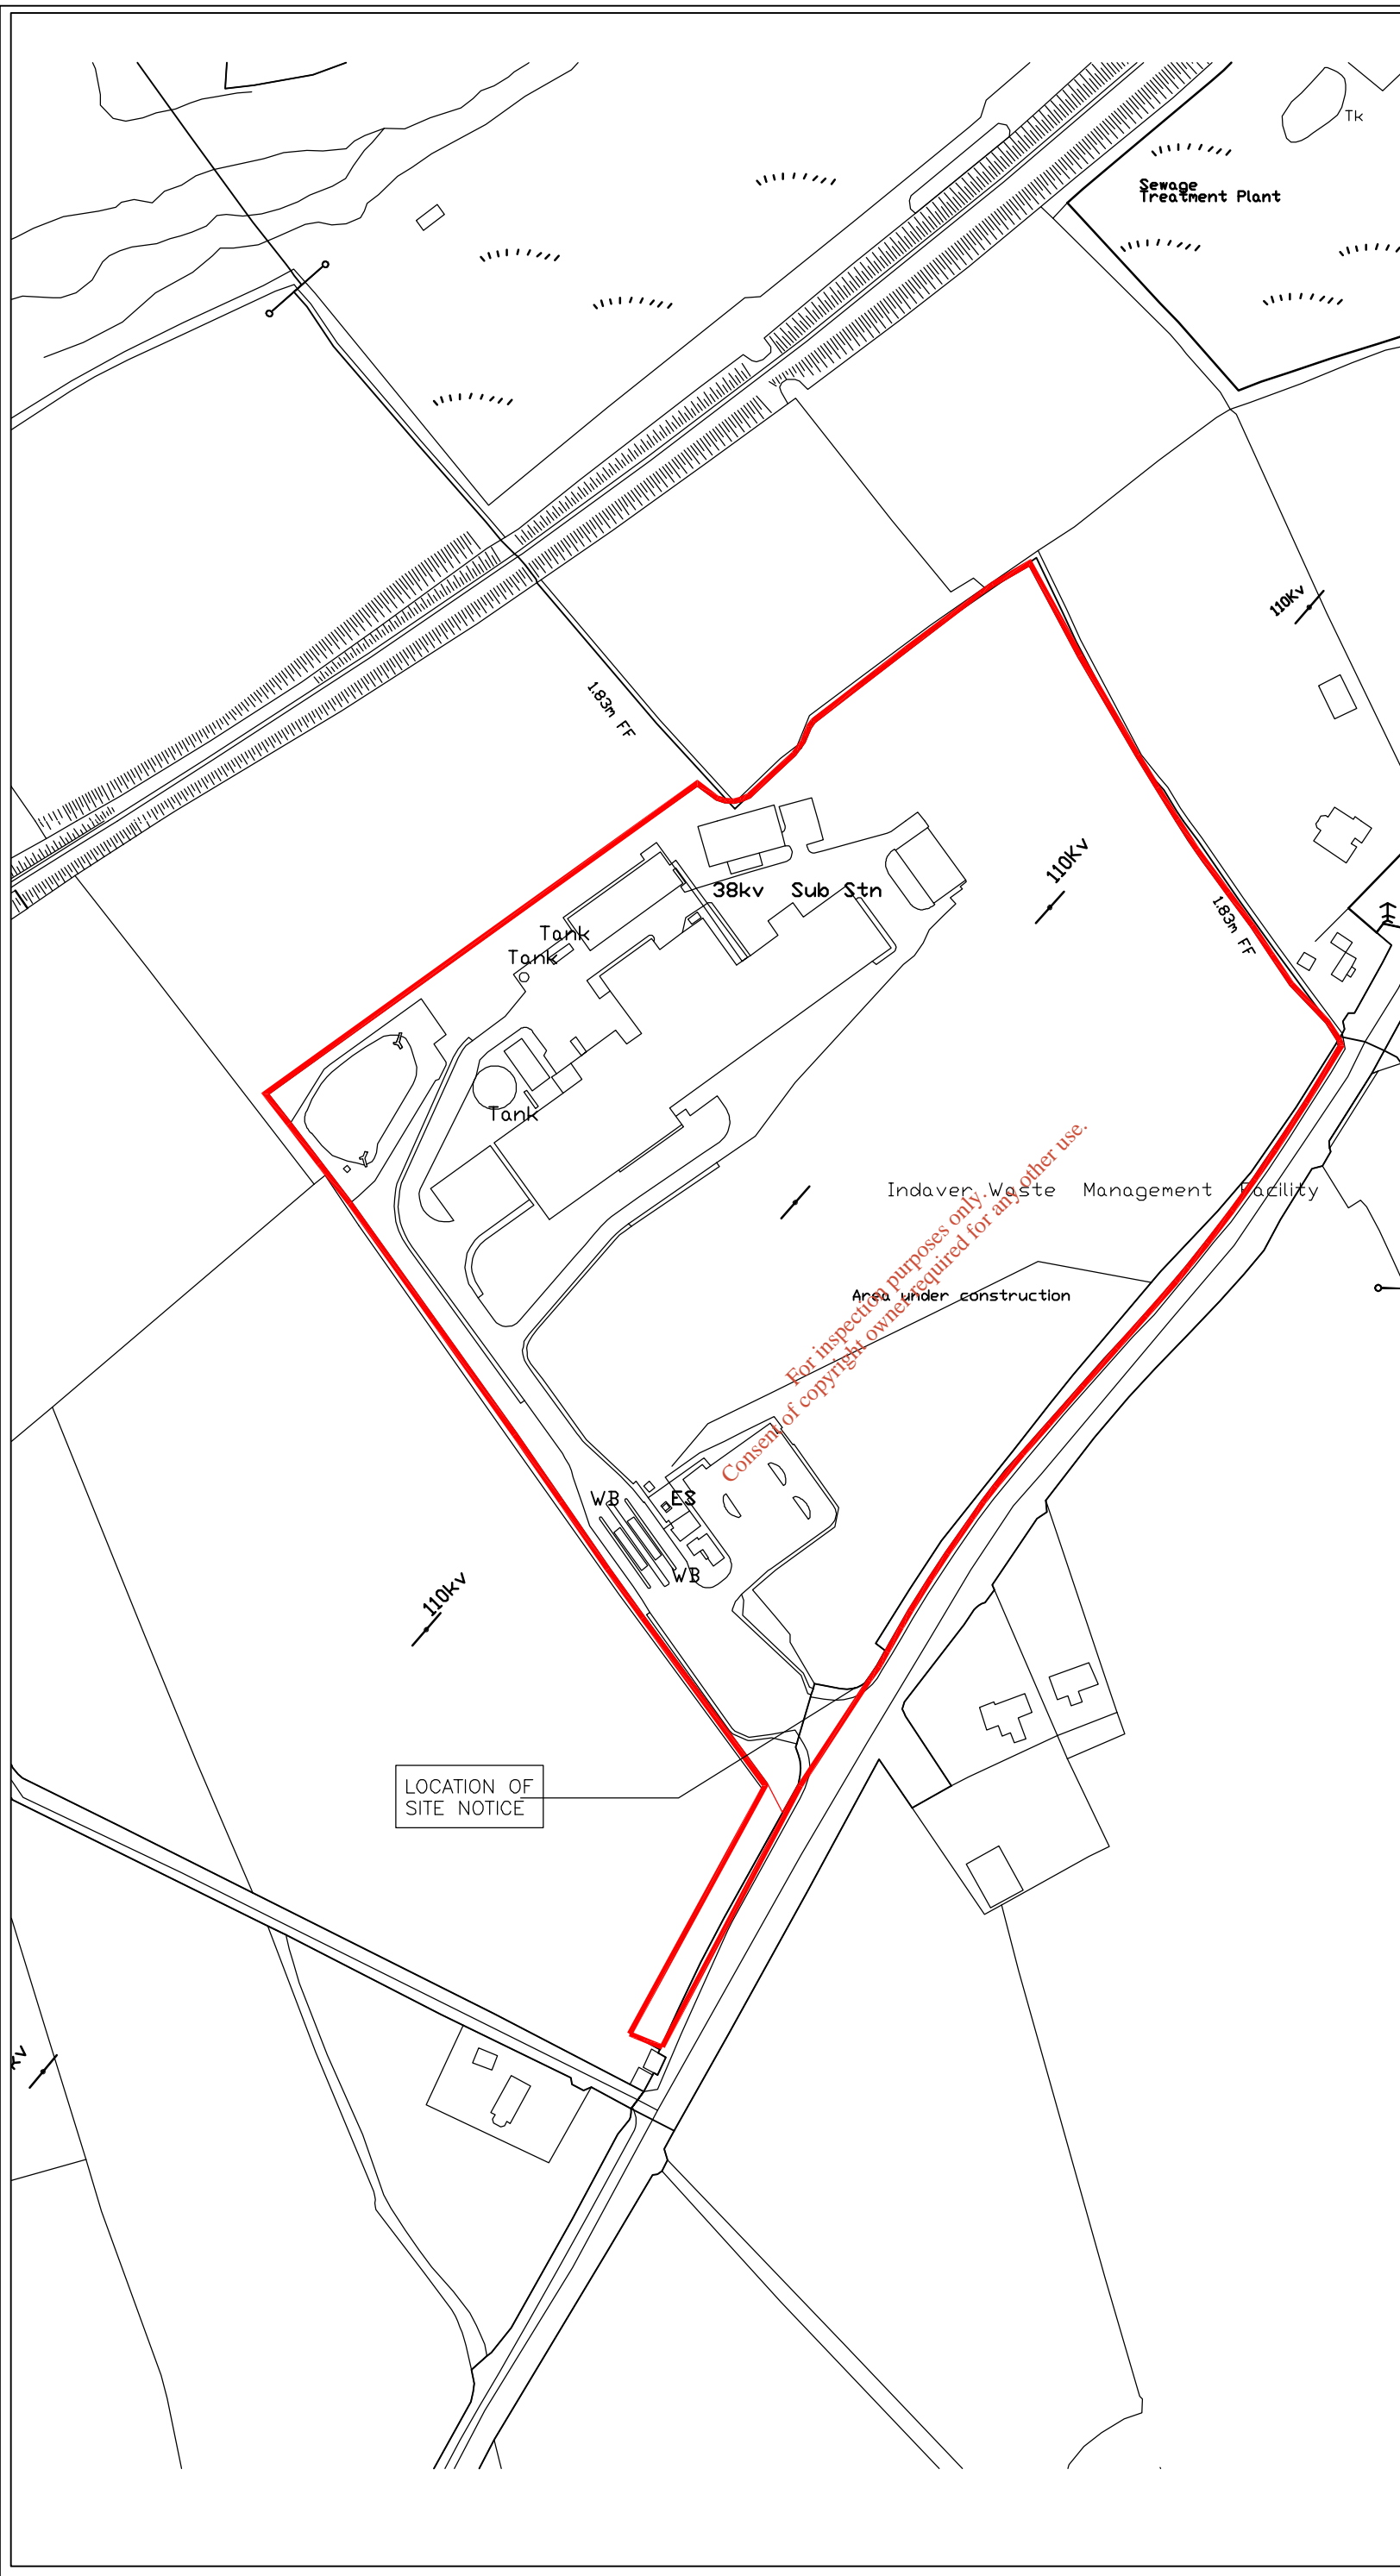 Tk
Sewage
Treatment Plant
110Kv
1.83m FF
110Kv
38kv Sub Stn
1.83m FF
Tank
Tank
Tank
Indaver Waste Management Facility
For inspection purposes only.
Consent of copyright owner required for any other use.
Area under construction
WB
ES
WB
110kv
LOCATION OF
SITE NOTICE
kv